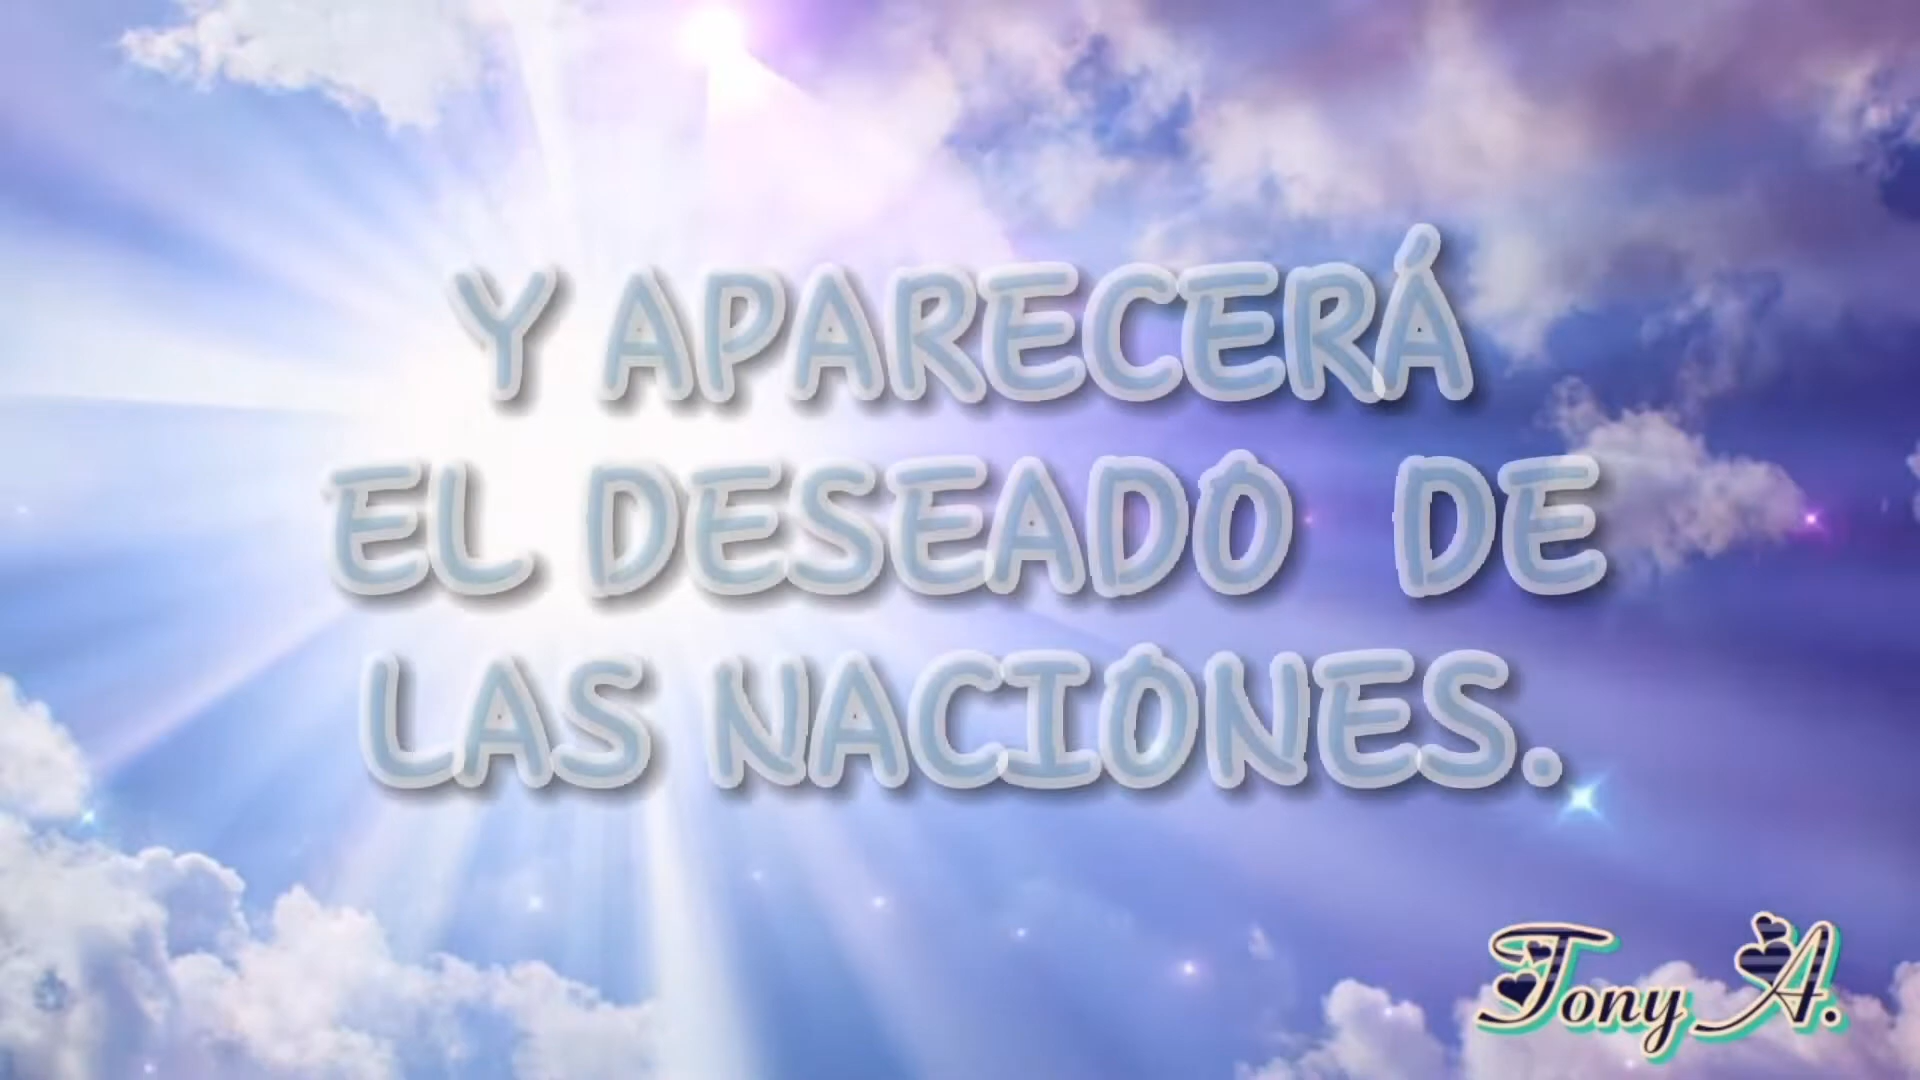 Y APARECERÁ
EL DESEADO DE
LAS NACIONES.
Tony A.